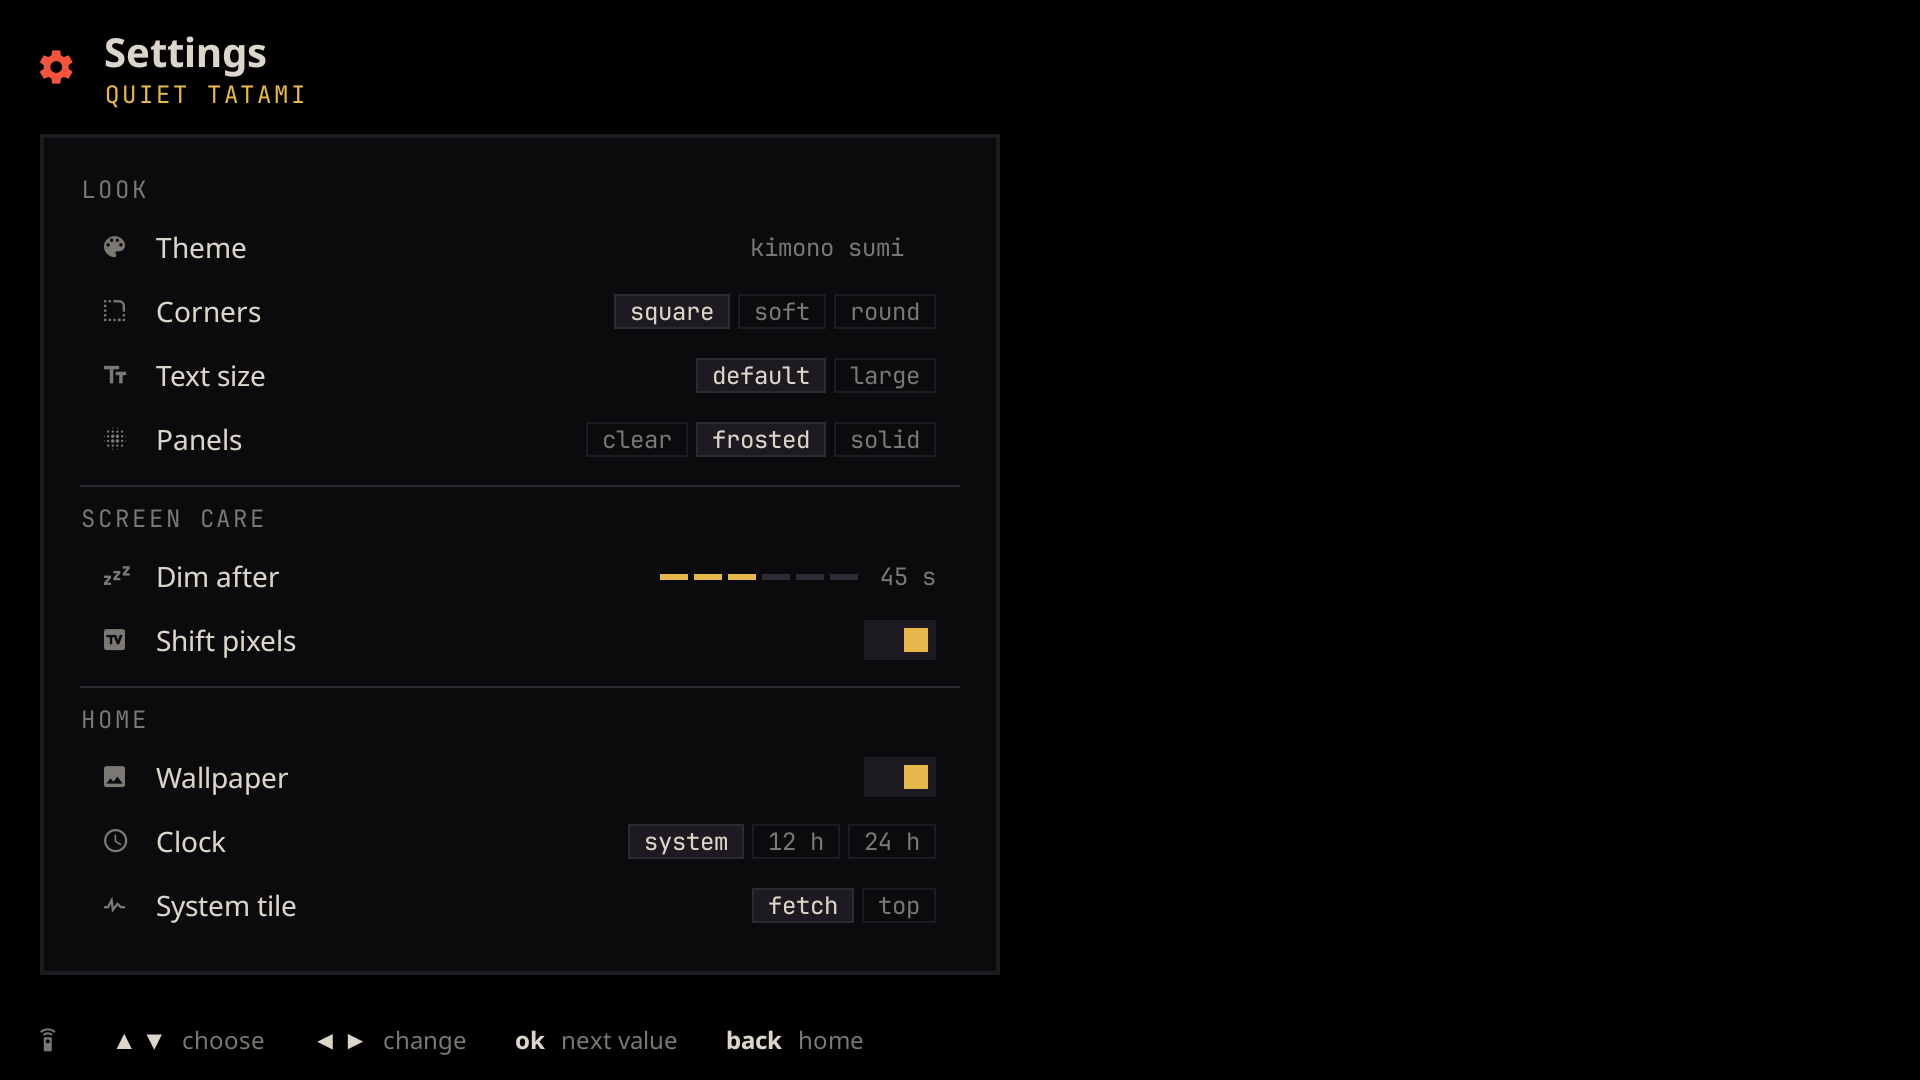 Settings
QUIET TATAMI
LOOK
Theme kimono sumi
Corners square soft round
Text size default large
Panels clear frosted solid
SCREEN CARE
Dim after 45 s
Shift pixels
HOME
Wallpaper
Clock system 12 h 24 h
System tile fetch top
▲ ▼ choose ◀ ▶ change ok next value back home